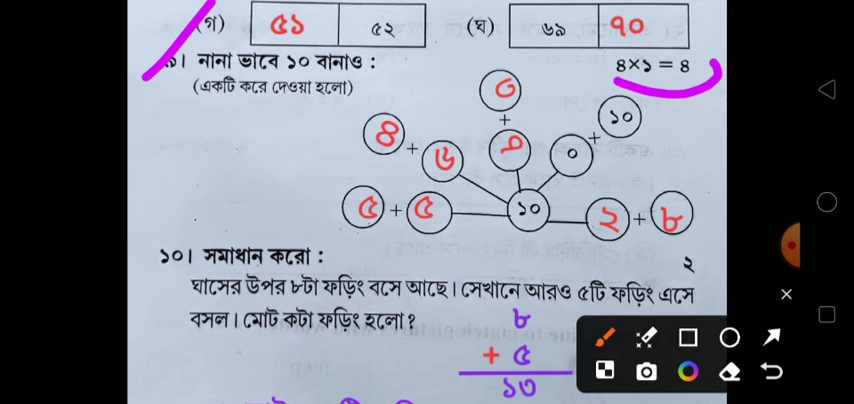 (গ) ৫১ ৫২ (ঘ) ৬৯ ৭০
৯। নানা ভাবে ১০ বানাও : ৪×১ = ৪
(একটি করে দেওয়া হলো)
৩ + ৭
০ + ১০
৪ + ৬
৫ + ৫ ১০ ২ + ৮
১০। সমাধান করো : ২
ঘাসের উপর ৮টা ফড়িং বসে আছে। সেখানে আরও ৫টি ফড়িং এসে
বসল। মোট কটা ফড়িং হলো?
৮
+ ৫
১৩